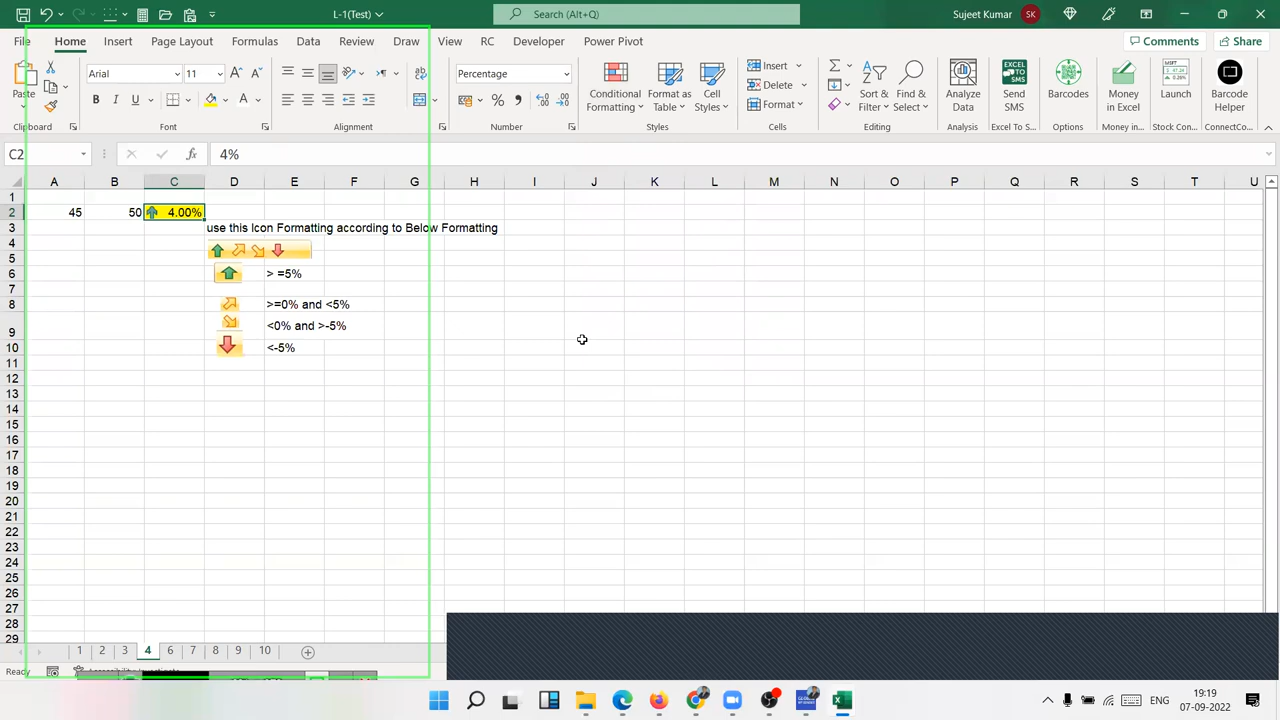 L-1(Test)
Search (Alt+Q)
Sujeet Kumar
SK
File
Home
Insert
Page Layout
Formulas
Data
Review
Draw
View
RC
Developer
Power Pivot
Comments
Share
Paste
Arial
11
B I U
Percentage
Conditional Formatting
Format as Table
Cell Styles
Insert
Delete
Format
Sort & Filter
Find & Select
Analyze Data
Send SMS
Barcodes
Money in Excel
Launch
Barcode Helper
Clipboard
Font
Alignment
Number
Styles
Cells
Editing
Analysis
Excel To S...
Options
Money in...
Stock Con...
ConnectCo...
C2
fx
4%
A B C D E F G H I J K L M N O P Q R S T U
1
2 45 50 4.00%
3 use this Icon Formatting according to Below Formatting
4
5
6 > =5%
7
8 >=0% and <5%
9 <0% and >-5%
10 <-5%
11
12
13
14
15
16
17
18
19
20
21
22
23
24
25
26
27
28
29
1 2 3 4 5 6 7 8 9 10
Ready
ENG
19:19
07-09-2022